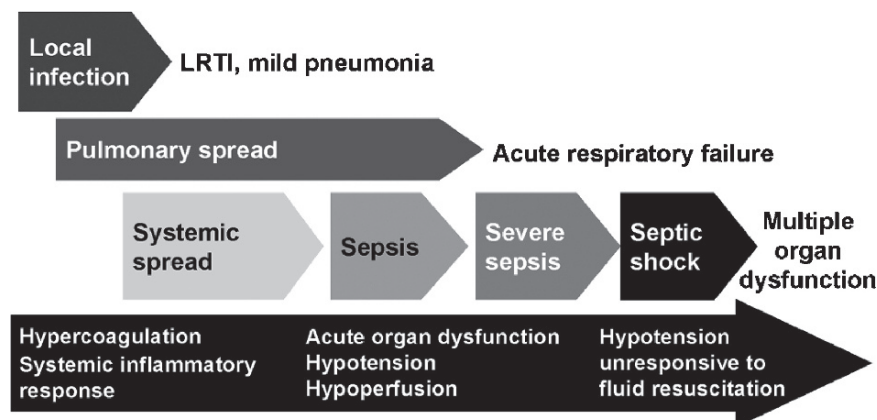 Local
infection
LRTI, mild pneumonia
Pulmonary spread
Acute respiratory failure
Systemic
spread
Sepsis
Severe
sepsis
Septic
shock
Multiple
organ
dysfunction
Hypercoagulation
Systemic inflammatory
response
Acute organ dysfunction
Hypotension
Hypoperfusion
Hypotension
unresponsive to
fluid resuscitation